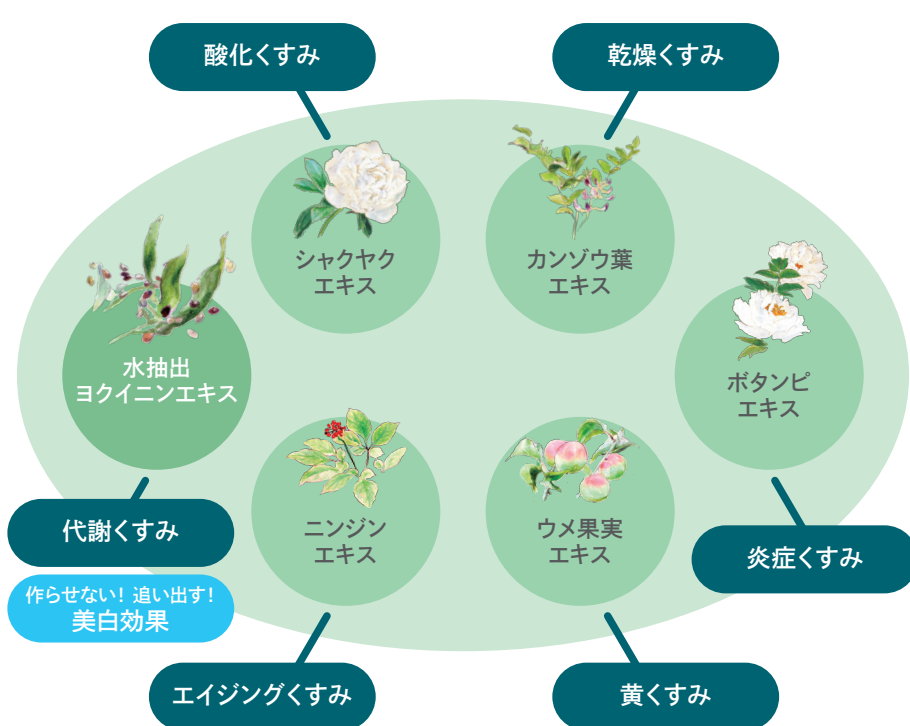 酸化くすみ
乾燥くすみ
シャクヤク
エキス
カンゾウ葉
エキス
水抽出
ヨクイニンエキス
ボタンピ
エキス
ニンジン
エキス
ウメ果実
エキス
代謝くすみ
作らせない！追い出す！
美白効果
炎症くすみ
エイジングくすみ
黄くすみ